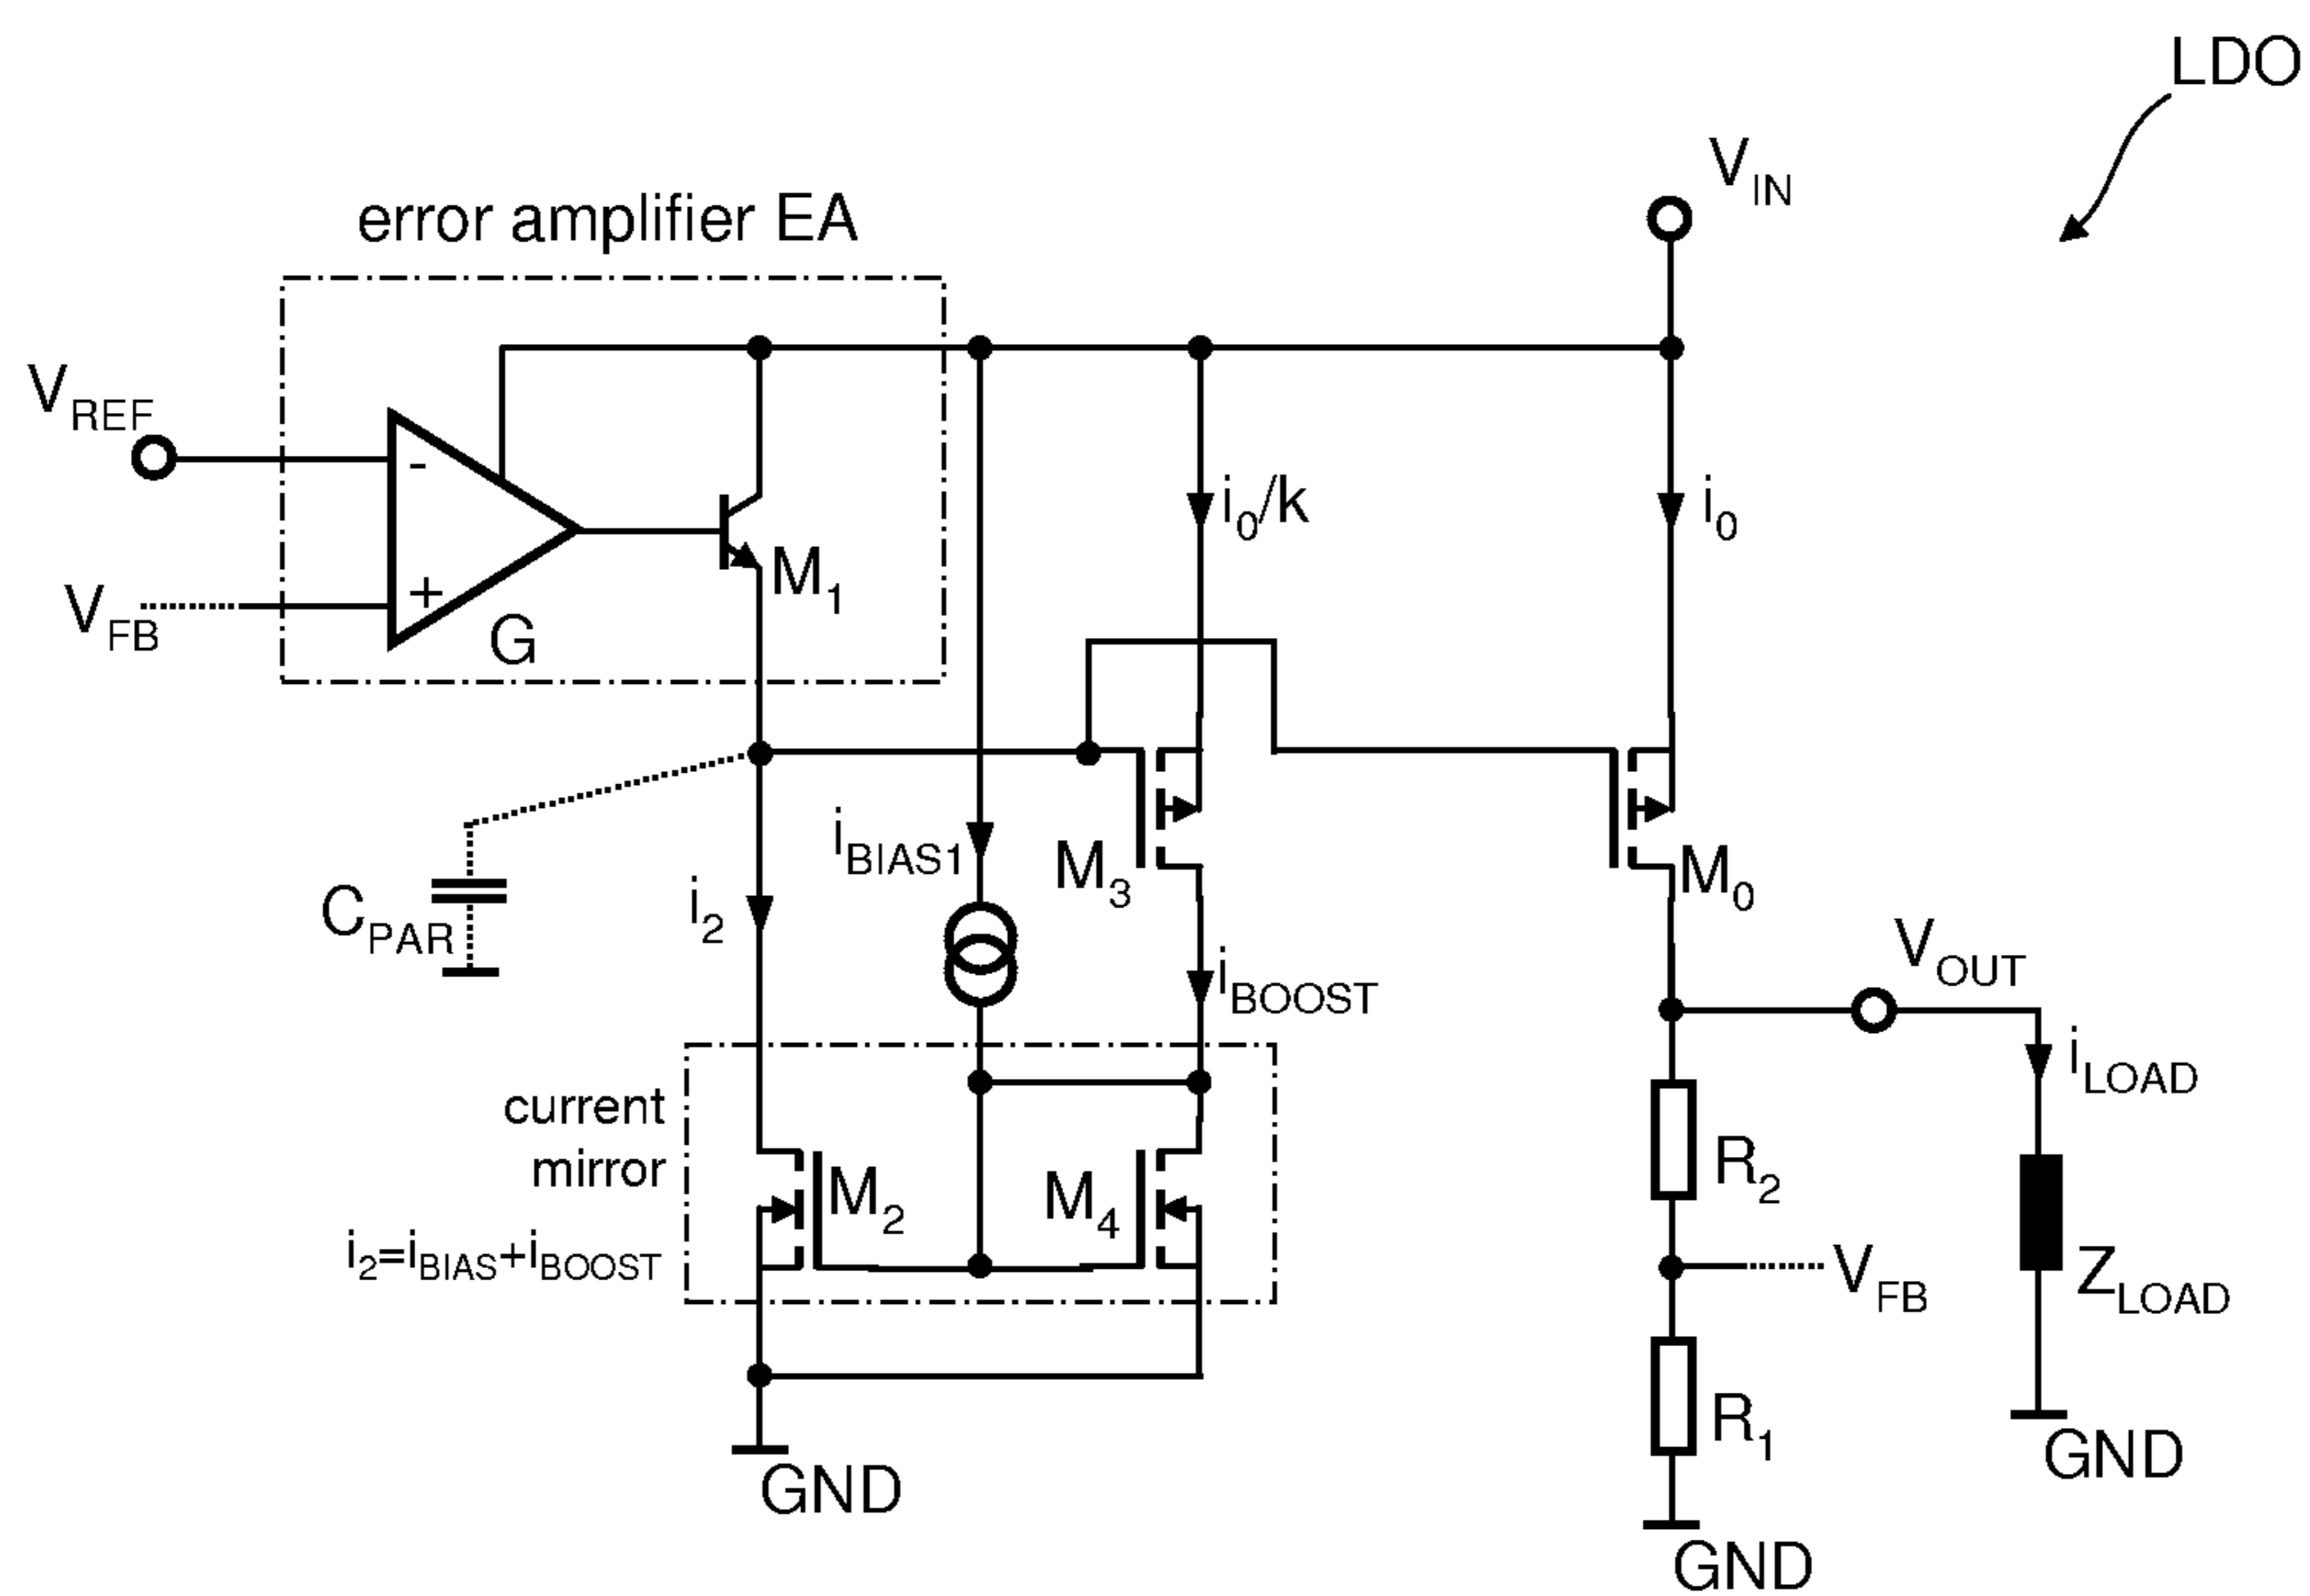 LDO
V_IN
error amplifier EA
V_REF
-
i_0/k
i_0
M_1
+
V_FB
G
i_BIAS1
M_3
M_0
i_2
C_PAR
V_OUT
i_BOOST
i_LOAD
current
mirror
M_2
M_4
R_2
i_2=i_BIAS+i_BOOST
V_FB
Z_LOAD
R_1
GND
GND
GND